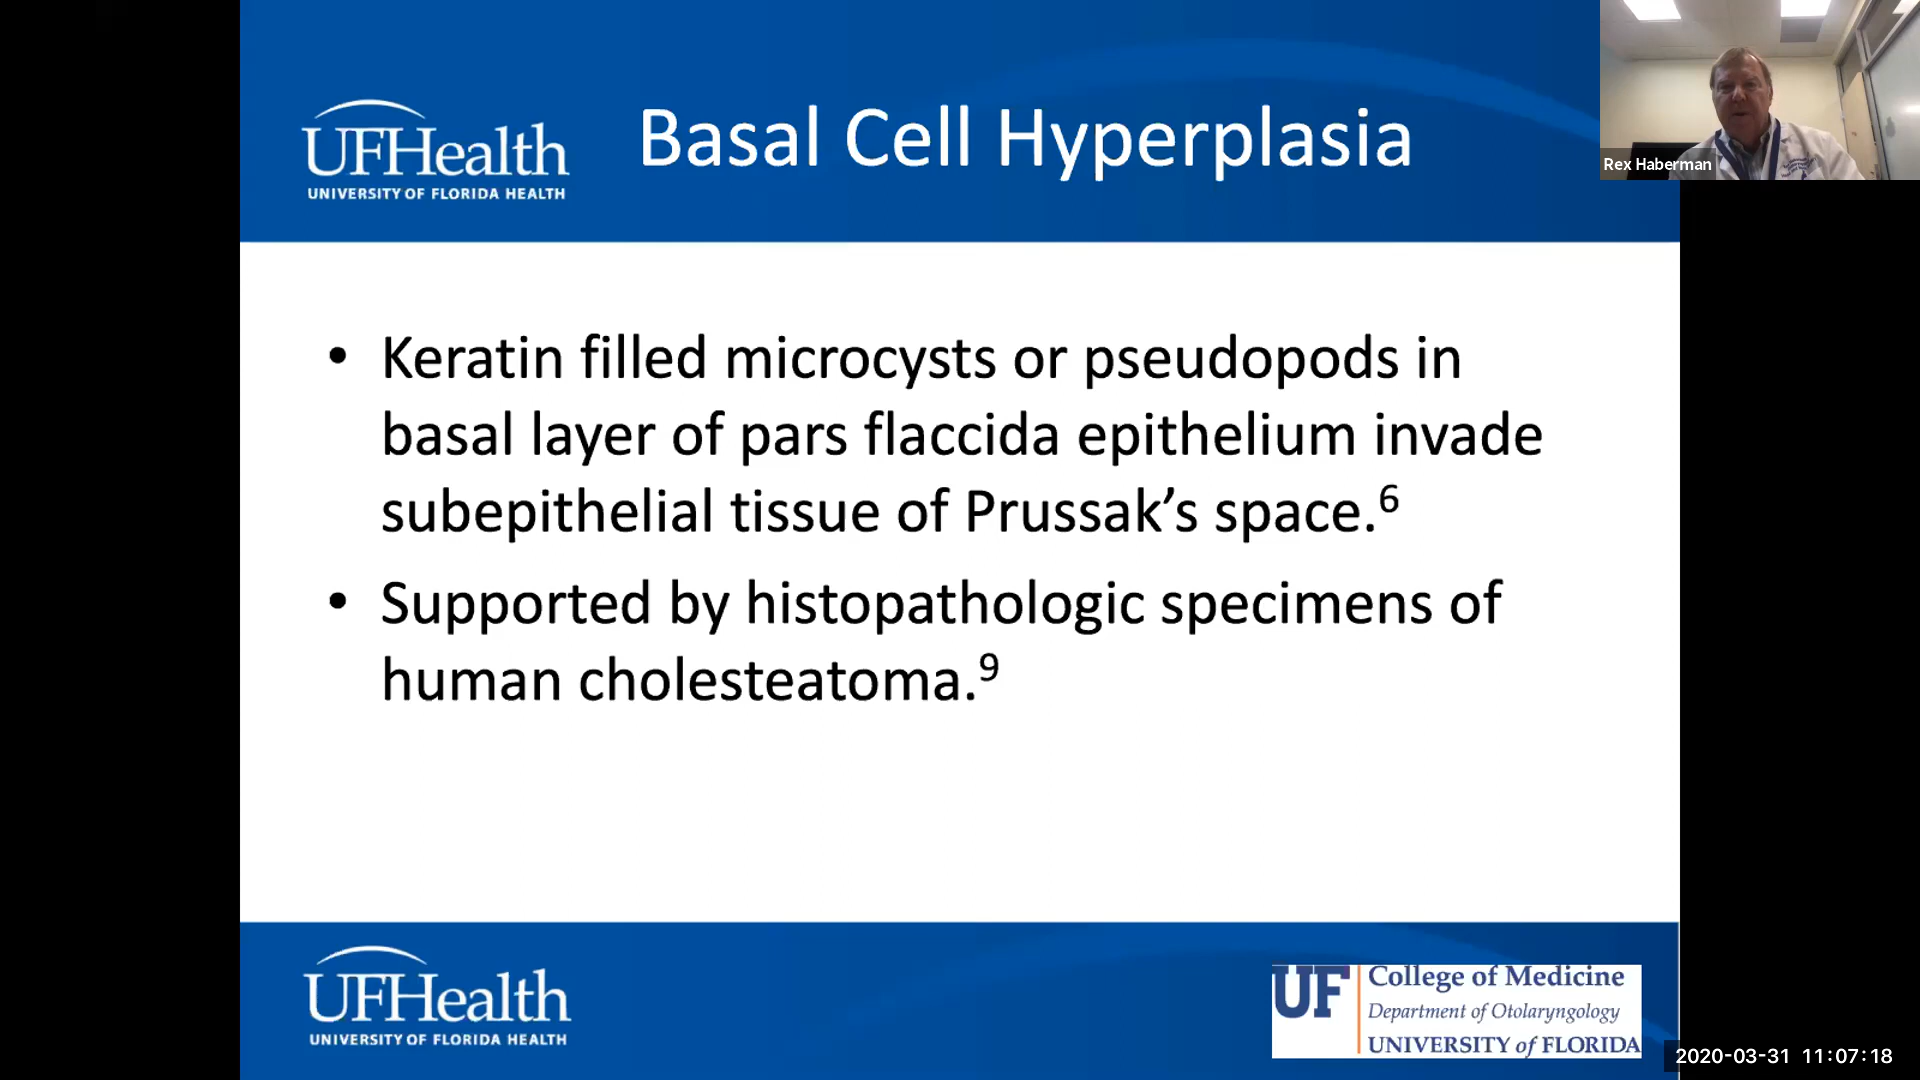 UFHealth
UNIVERSITY OF FLORIDA HEALTH
Basal Cell Hyperplasia
Rex Haberman
• Keratin filled microcysts or pseudopods in
basal layer of pars flaccida epithelium invade
subepithelial tissue of Prussak’s space.6
• Supported by histopathologic specimens of
human cholesteatoma.9
UFHealth
UNIVERSITY OF FLORIDA HEALTH
UF
College of Medicine
Department of Otolaryngology
UNIVERSITY of FLORIDA
2020-03-31 11:07:18